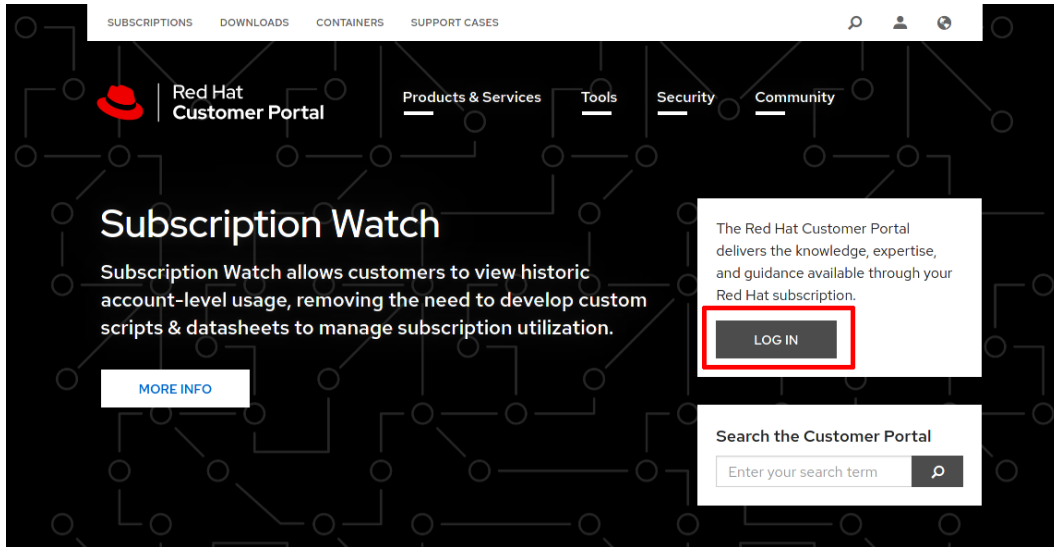 SUBSCRIPTIONS DOWNLOADS CONTAINERS SUPPORT CASES
Red Hat
Customer Portal
Products & Services Tools Security Community
Subscription Watch
Subscription Watch allows customers to view historic
account-level usage, removing the need to develop custom
scripts & datasheets to manage subscription utilization.
MORE INFO
The Red Hat Customer Portal
delivers the knowledge, expertise,
and guidance available through your
Red Hat subscription.
LOG IN
Search the Customer Portal
Enter your search term